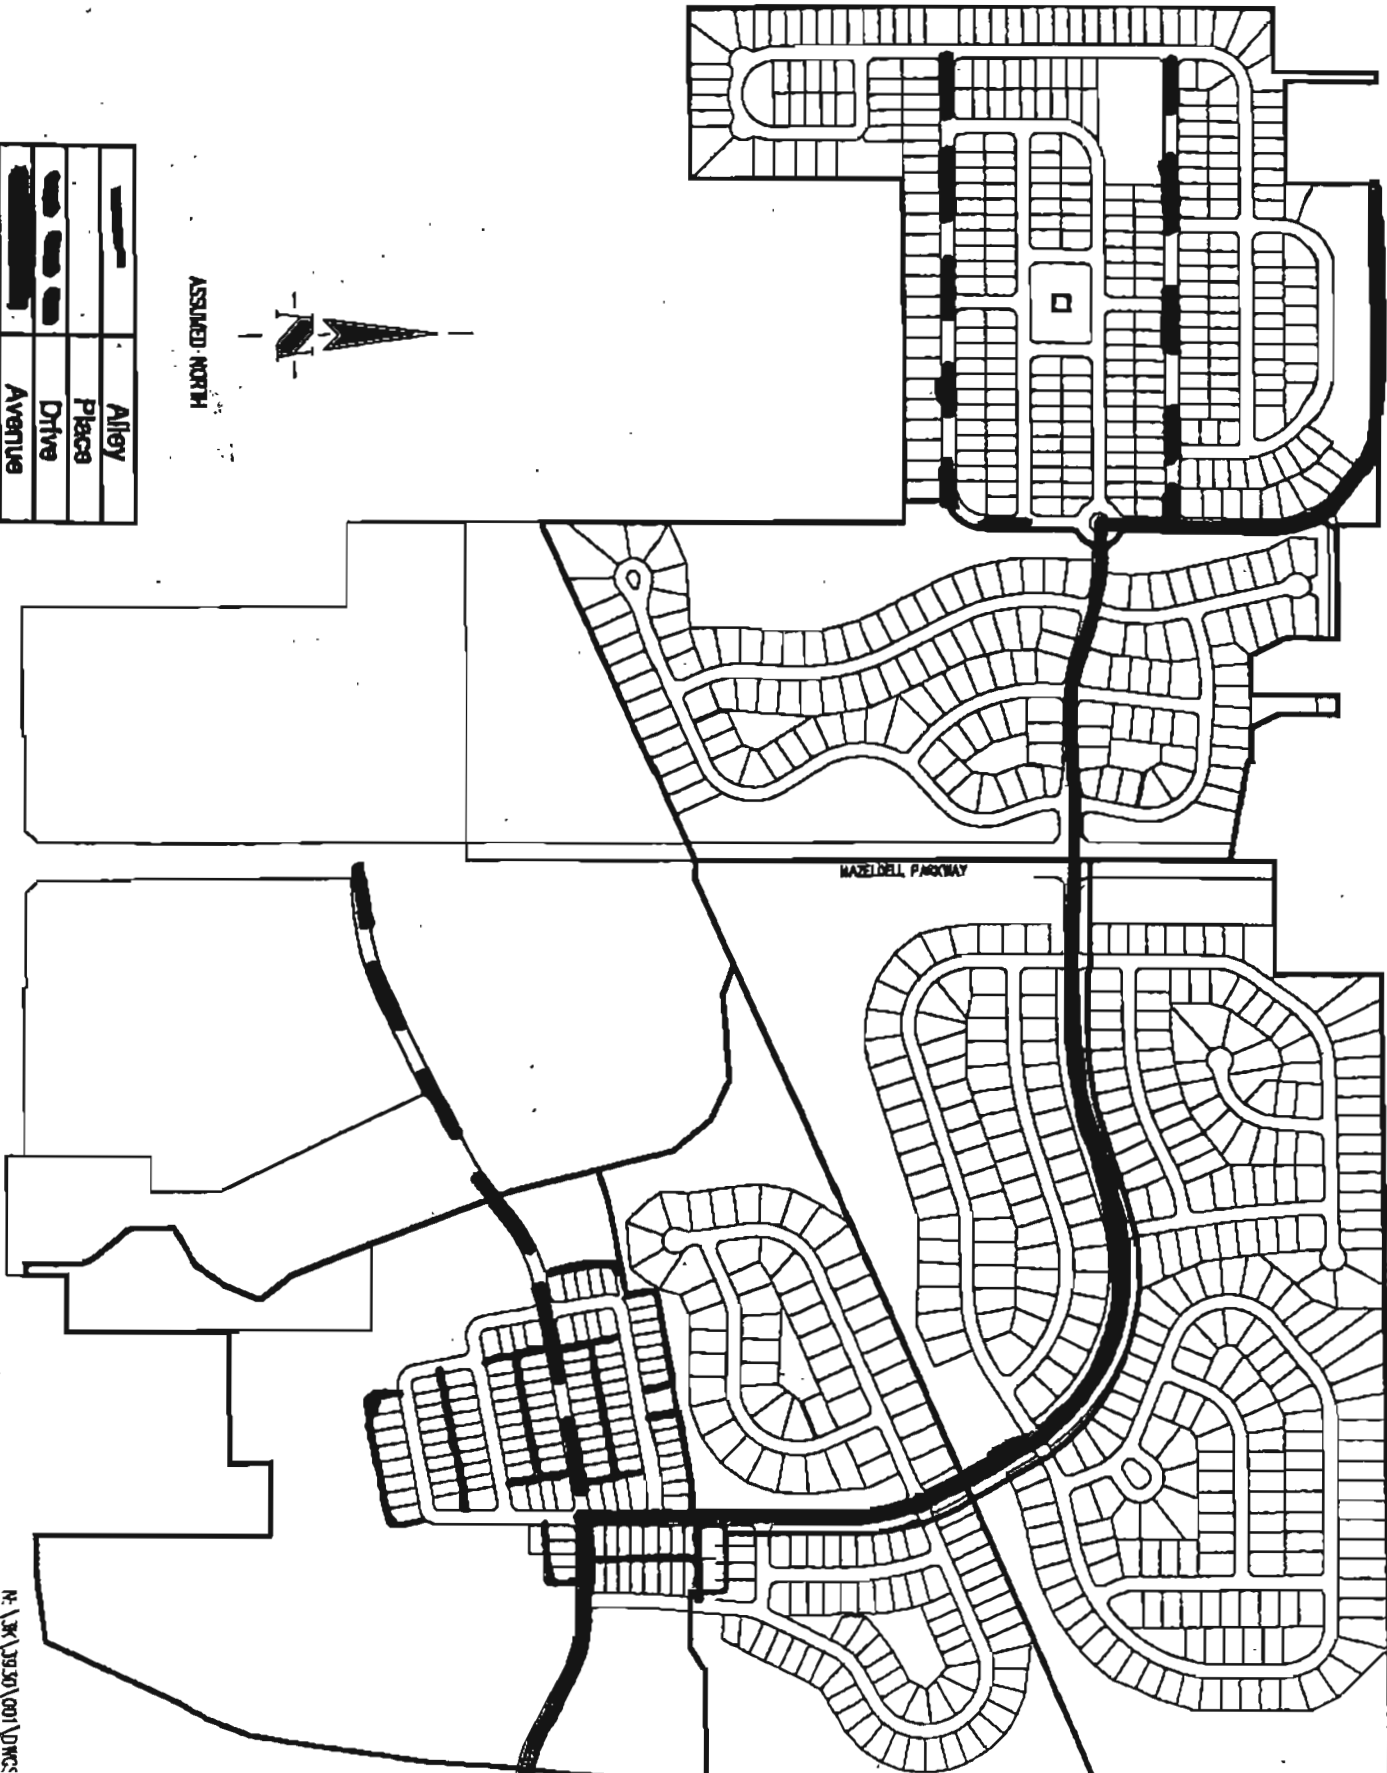 Alley
Place
Drive
Avenue
ASSUMED NORTH
N
HAZELDELL PARKWAY
N:\3K\3930\001\DWGS